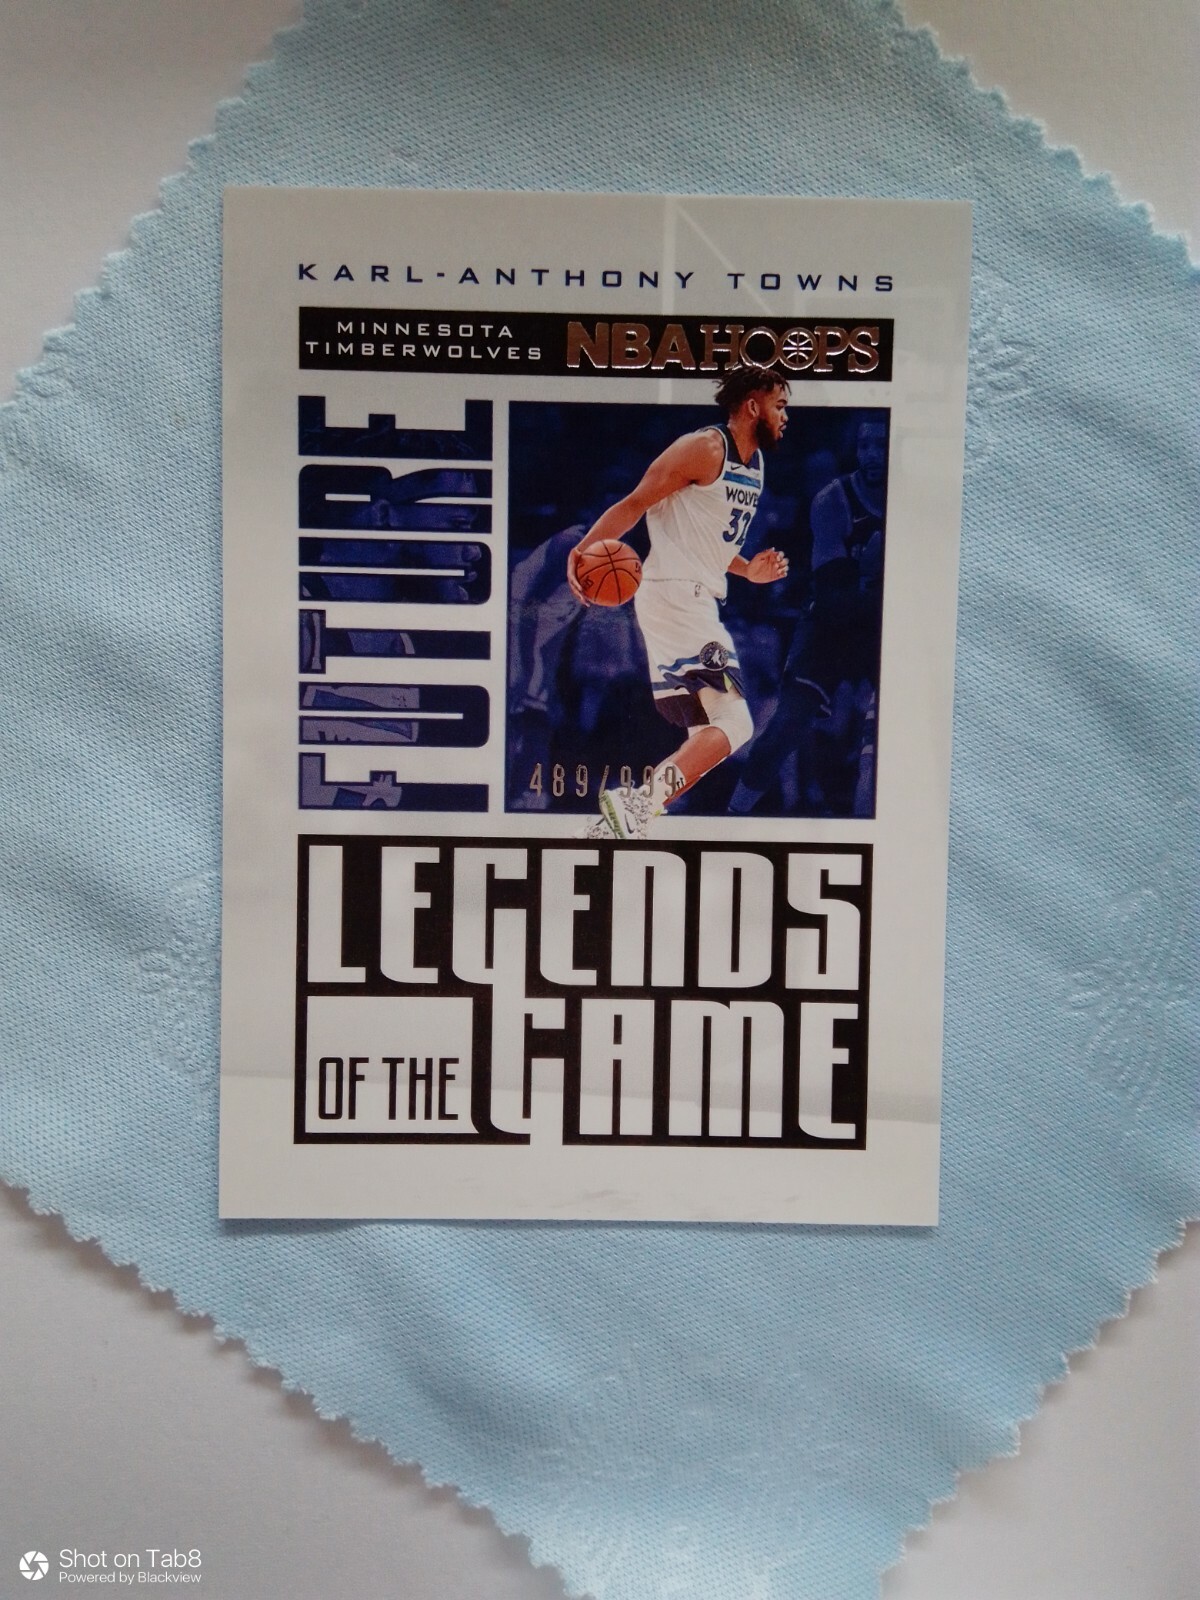 KARL-ANTHONY TOWNS
MINNESOTA
TIMBERWOLVES
NBA HOOPS
FUTURE
WOLVE
32
489/999
LEGENDS
OF THE
GAME
Shot on Tab8
Powered by Blackview